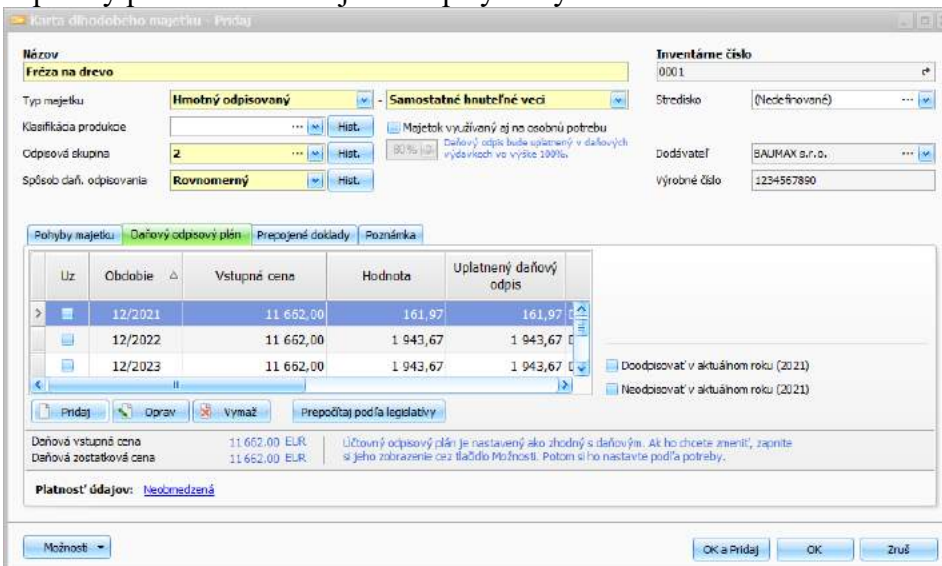 Karta dlhodobého majetku - Pridaj
Názov
Inventárne číslo
Fréza na drevo
0001
Typ majetku
Hmotný odpisovaný
-
Samostatné hnuteľné veci
Stredisko
(Nedefinované)
Klasifikácia produkcie
Hist.
Majetok využívaný aj na osobnú potrebu
Odpisová skupina
2
Hist.
80%
Daňový odpis bude uplatnený v daňových
výdavkoch vo výške 100%.
Dodávateľ
BAUMAX s.r.o.
Spôsob daň. odpisovania
Rovnomerný
Hist.
Výrobné číslo
1234567890
Pohyby majetku
Daňový odpisový plán
Prepojené doklady
Poznámka
Uz
Obdobie
Vstupná cena
Hodnota
Uplatnený daňový
odpis
12/2021
11 662,00
161,97
161,97
12/2022
11 662,00
1 943,67
1 943,67
12/2023
11 662,00
1 943,67
1 943,67
Doodpisovať v aktuálnom roku (2021)
Neodpisovať v aktuálnom roku (2021)
Pridaj
Oprav
Vymaž
Prepočítaj podľa legislatívy
Daňová vstupná cena
11 662.00 EUR
Daňová zostatková cena
11 662.00 EUR
Účtovný odpisový plán je nastavený ako zhodný s daňovým. Ak ho chcete zmeniť, zapnite
si jeho zobrazenie cez tlačidlo Možnosti. Potom si ho nastavte podľa potreby.
Platnosť údajov: Neobmedzená
Možnosti
OK a Pridaj
OK
Zruš